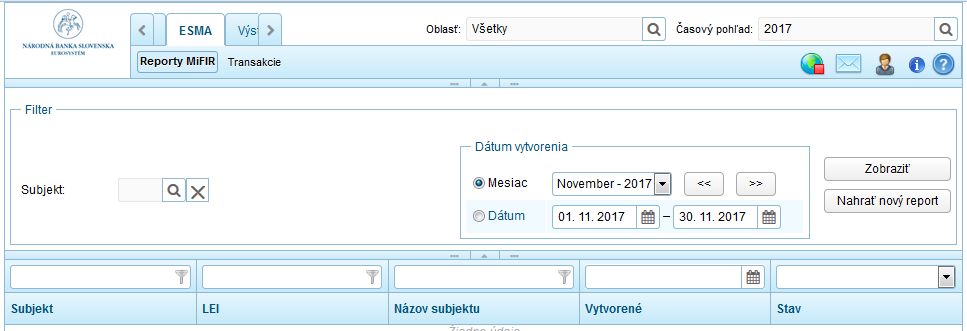 NÁRODNÁ BANKA SLOVENSKA
EUROSYSTÉM
ESMA
Výst
Oblasť: Všetky
Časový pohľad: 2017
Reporty MiFIR Transakcie
Filter
Dátum vytvorenia
Subjekt:
Mesiac November - 2017 << >>
Dátum 01. 11. 2017 – 30. 11. 2017
Zobraziť
Nahrať nový report
Subjekt LEI Názov subjektu Vytvorené Stav
Žiadne údaje